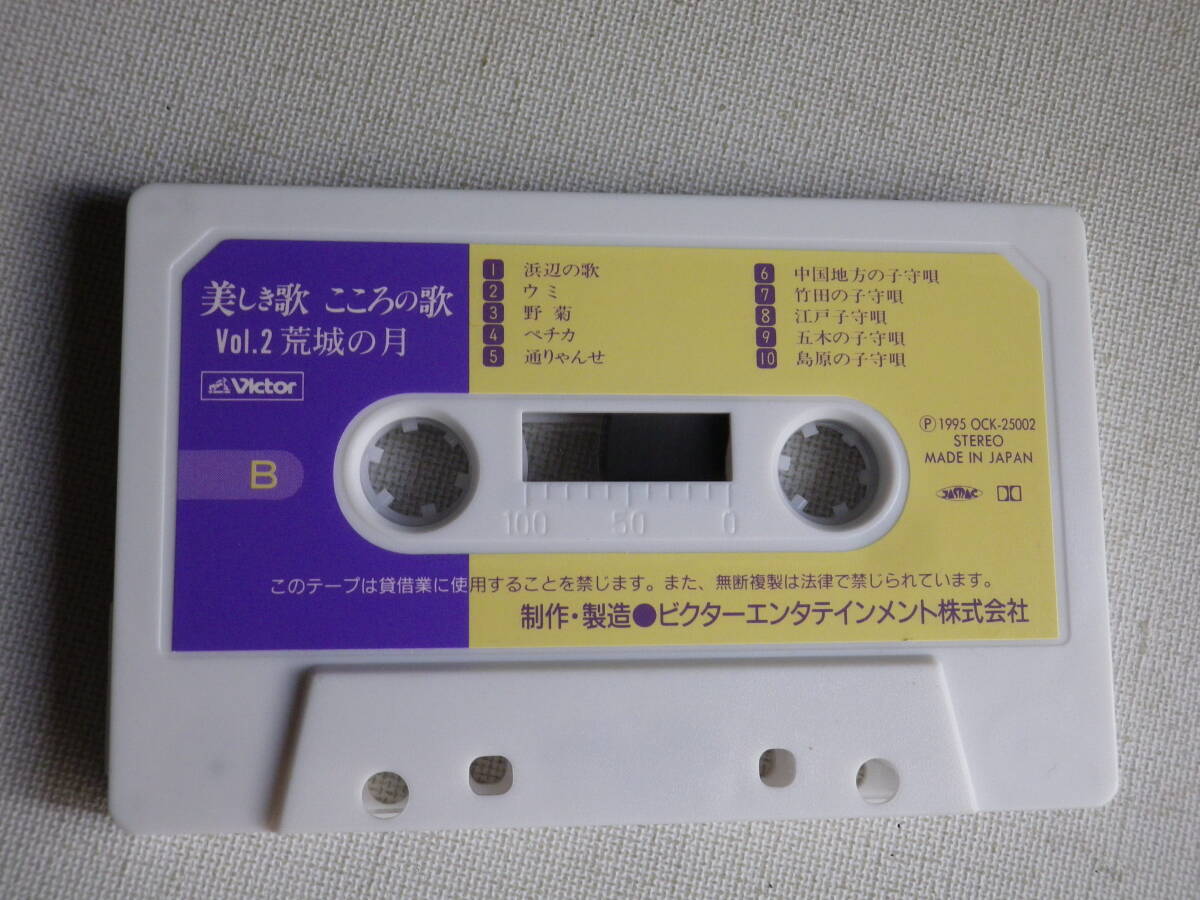 美しき歌 こころの歌
Vol.2 荒城の月
Victor
B
1 浜辺の歌
2 ウミ
3 野菊
4 ペチカ
5 通りゃんせ
6 中国地方の子守唄
7 竹田の子守唄
8 江戸子守唄
9 五木の子守唄
10 島原の子守唄
Ⓟ 1995 OCK-25002
STEREO
MADE IN JAPAN
JASRAC
100 50 0
このテープは貸借業に使用することを禁じます。また、無断複製は法律で禁じられています。
制作・製造●ビクターエンタテインメント株式会社